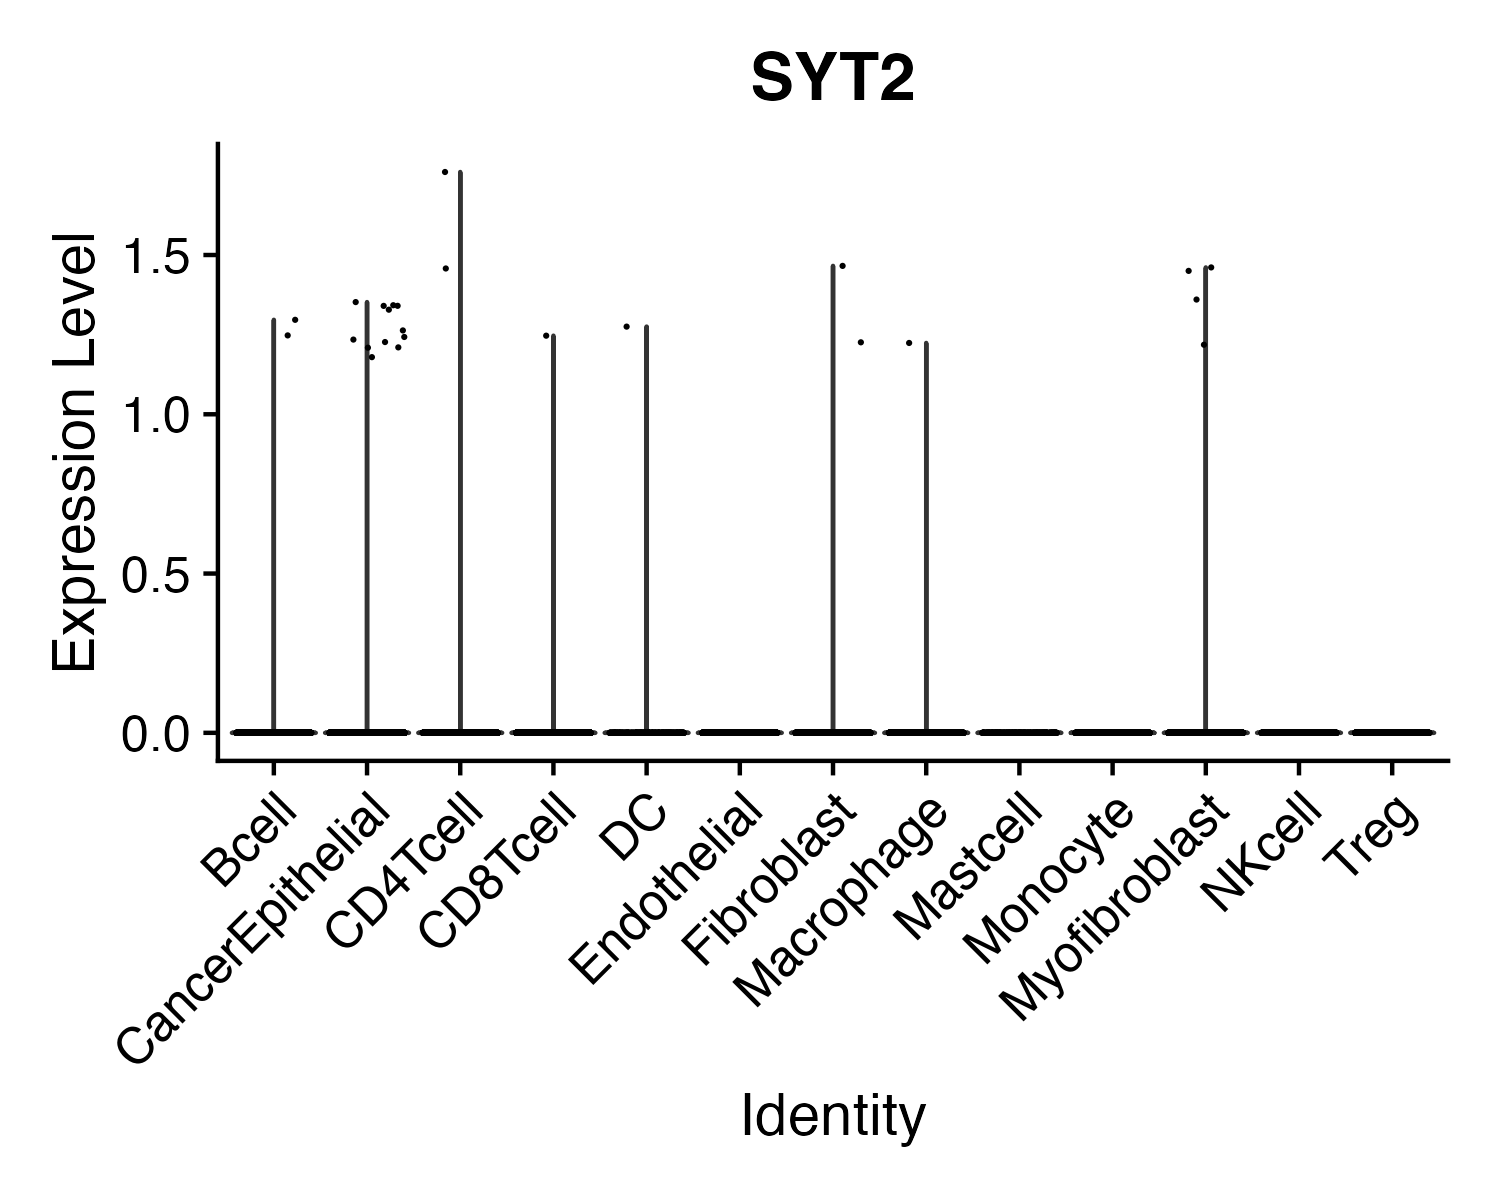 SYT2
Expression Level
1.5
1.0
0.5
0.0
Bcell
CancerEpithelial
CD4Tcell
CD8Tcell
DC
Endothelial
Fibroblast
Macrophage
Mastcell
Monocyte
Myofibroblast
NKcell
Treg
Identity